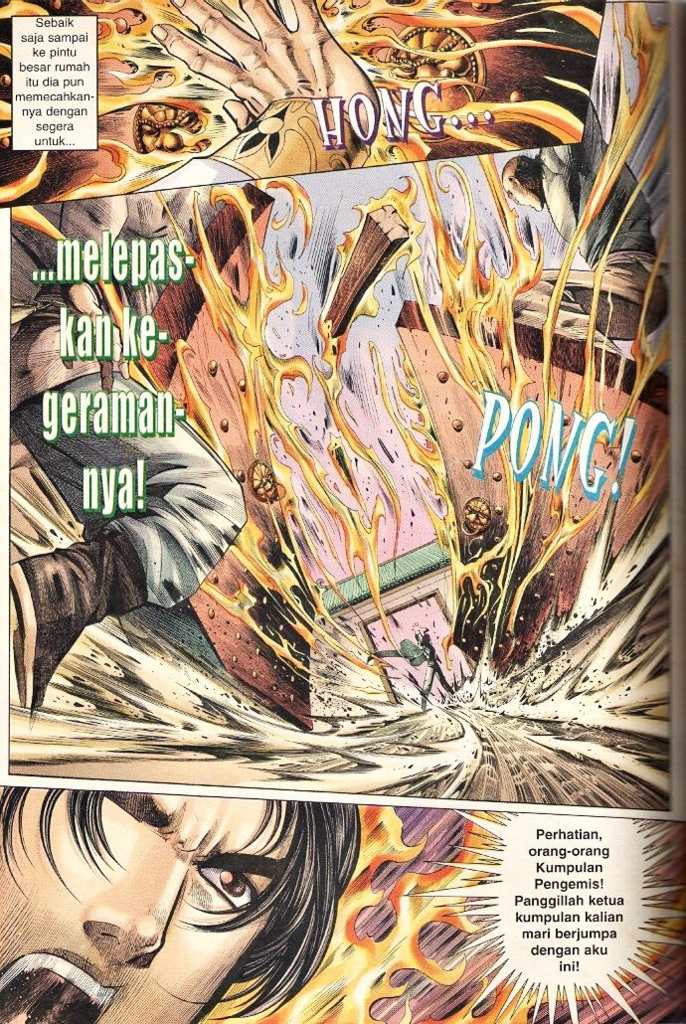 Sebaik
saja sampai
ke pintu
besar rumah
itu dia pun
memecahkan-
nya dengan
segera
untuk...
HONG...
...melepas-
kan ke-
geraman-
nya!
PONG!
Perhatian,
orang-orang
Kumpulan
Pengemis!
Panggillah ketua
kumpulan kalian
mari berjumpa
dengan aku
ini!